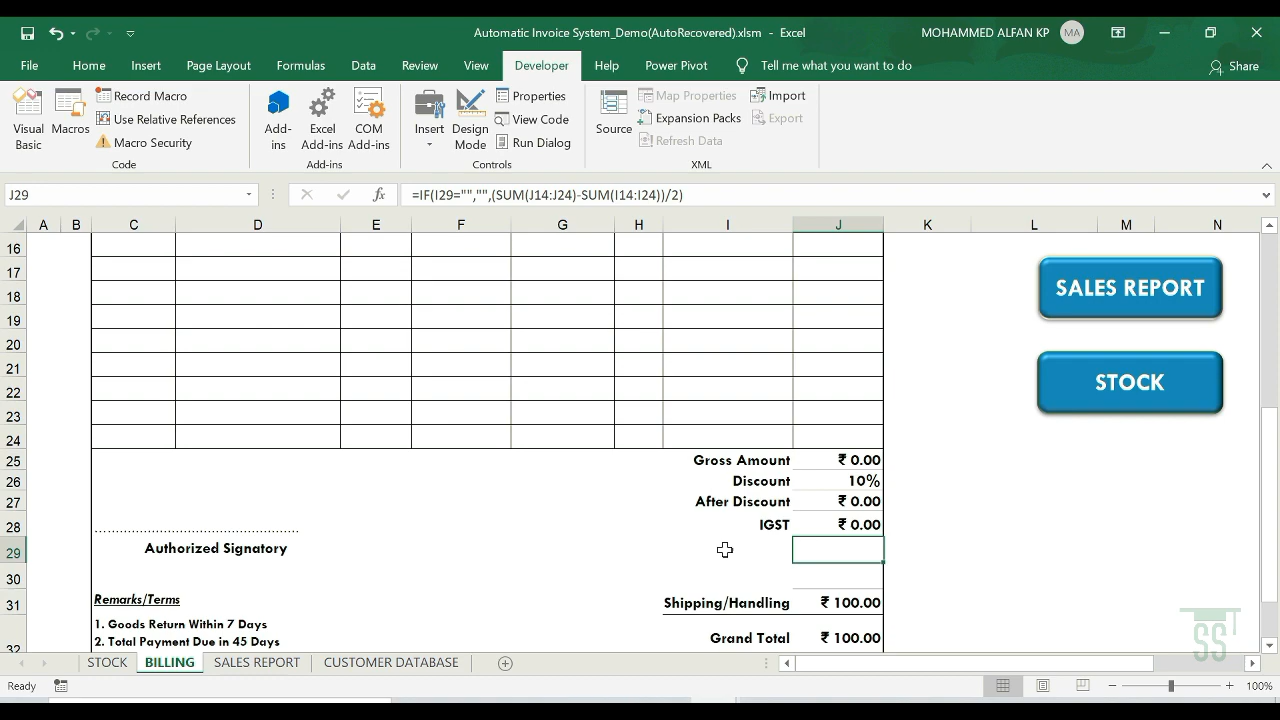 Automatic Invoice System_Demo(AutoRecovered).xlsm - Excel
MOHAMMED ALFAN KP
MA
File Home Insert Page Layout Formulas Data Review View Developer Help Power Pivot Tell me what you want to do Share
Visual Basic
Macros
Record Macro
Use Relative References
Macro Security
Code
Add-ins
Excel Add-ins
COM Add-ins
Add-ins
Insert
Design Mode
Properties
View Code
Run Dialog
Controls
Source
Map Properties
Expansion Packs
Refresh Data
Import
Export
XML
J29
fx
=IF(I29="","",(SUM(J14:J24)-SUM(I14:I24))/2)
A B C D E F G H I J K L M N
16
17
18
19
20
21
22
23
24
25 Gross Amount ₹ 0.00
26 Discount 10%
27 After Discount ₹ 0.00
28 IGST ₹ 0.00
29 Authorized Signatory
30
31 Remarks/Terms Shipping/Handling ₹ 100.00
1. Goods Return Within 7 Days
32 2. Total Payment Due in 45 Days Grand Total ₹ 100.00
SALES REPORT
STOCK
SS
STOCK BILLING SALES REPORT CUSTOMER DATABASE
Ready
100%